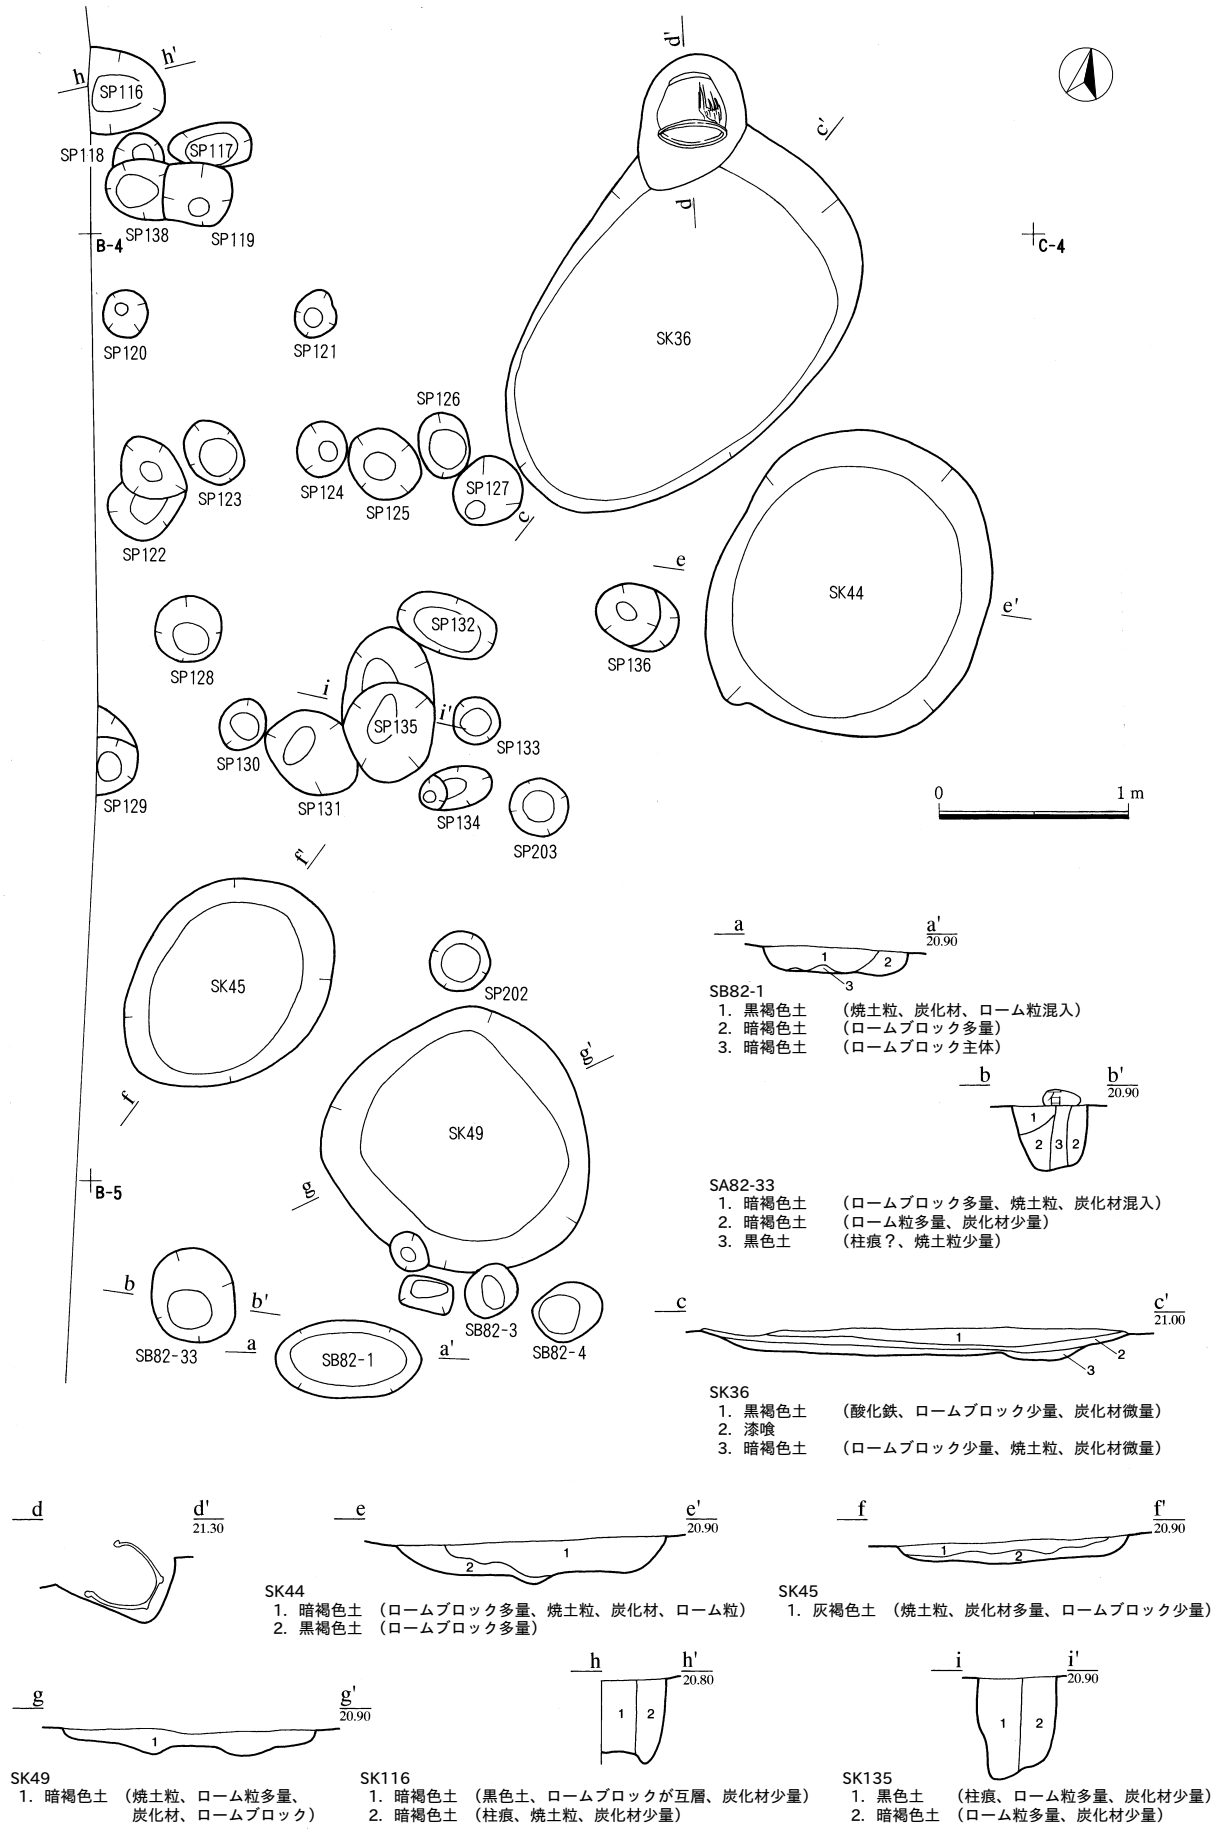 h h'
SP116
SP118 SP117
B-4 SP138 SP119
d'
d
c'
C-4
SP120 SP121
SK36
SP126
SP123 SP124 SP125 SP127
c
SP122
e
SK44
e'
SP132
SP136
SP128
i
i'
SP135
SP130 SP133
SP129 SP131 SP134
SP203
0 1 m
f'
SK45
SP202
f
g'
SK49
g
B-5
b b'
SB82-33
a a'
SB82-1
SB82-3
SB82-4
a a'
20.90
1 2
3
SB82-1
1. 黒褐色土 (焼土粒、炭化材、ローム粒混入)
2. 暗褐色土 (ロームブロック多量)
3. 暗褐色土 (ロームブロック主体)
b b'
20.90
石
1
2 3 2
SA82-33
1. 暗褐色土 (ロームブロック多量、焼土粒、炭化材混入)
2. 暗褐色土 (ローム粒多量、炭化材少量)
3. 黒色土 (柱痕?、焼土粒少量)
c c'
21.00
1
2
3
SK36
1. 黒褐色土 (酸化鉄、ロームブロック少量、炭化材微量)
2. 漆喰
3. 暗褐色土 (ロームブロック少量、焼土粒、炭化材微量)
d d'
21.30
e e'
20.90
1
2
SK44
1. 暗褐色土 (ロームブロック多量、焼土粒、炭化材、ローム粒)
2. 黒褐色土 (ロームブロック多量)
f f'
20.90
1
2
SK45
1. 灰褐色土 (焼土粒、炭化材多量、ロームブロック少量)
g g'
20.90
1
SK49
1. 暗褐色土 (焼土粒、ローム粒多量、
炭化材、ロームブロック)
h h'
20.80
1 2
SK116
1. 暗褐色土 (黒色土、ロームブロックが互層、炭化材少量)
2. 暗褐色土 (柱痕、焼土粒、炭化材少量)
i i'
20.90
1 2
SK135
1. 黒色土 (柱痕、ローム粒多量、炭化材少量)
2. 暗褐色土 (ローム粒多量、炭化材少量)